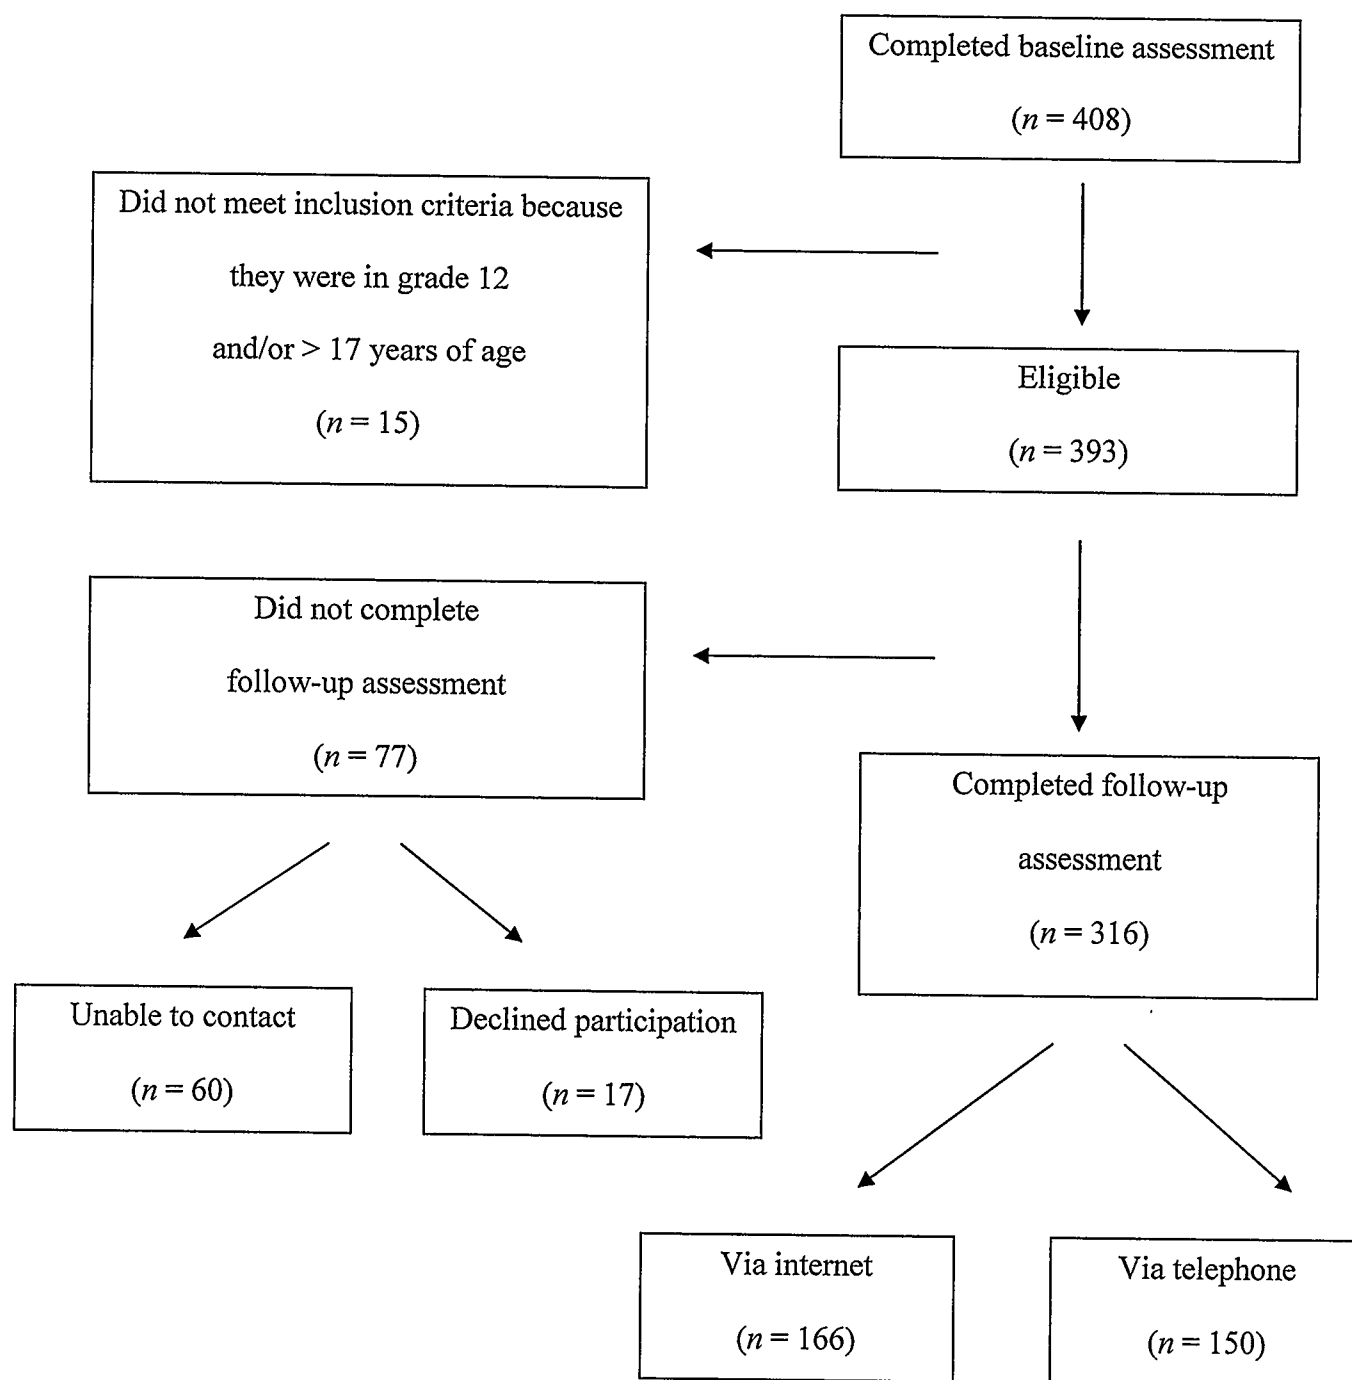 Completed baseline assessment
(n = 408)
Did not meet inclusion criteria because
they were in grade 12
and/or > 17 years of age
(n = 15)
Eligible
(n = 393)
Did not complete
follow-up assessment
(n = 77)
Completed follow-up
assessment
(n = 316)
Unable to contact
(n = 60)
Declined participation
(n = 17)
Via internet
(n = 166)
Via telephone
(n = 150)